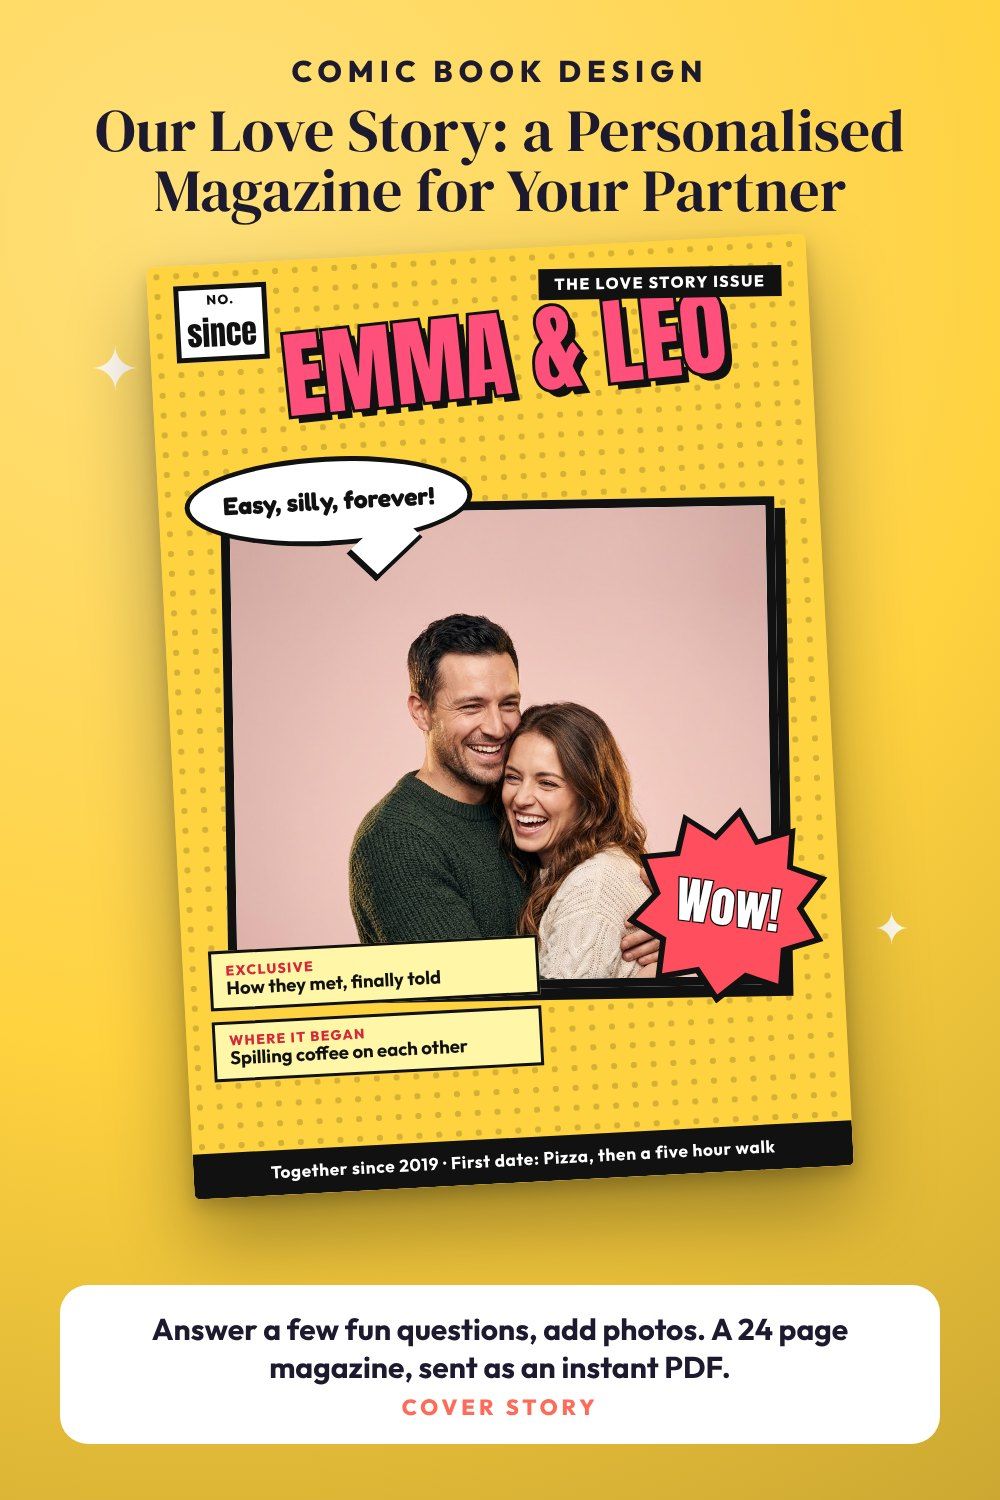 COMIC BOOK DESIGN
Our Love Story: a Personalised
Magazine for Your Partner
THE LOVE STORY ISSUE
NO.
since
EMMA & LEO
Easy, silly, forever!
Wow!
EXCLUSIVE
How they met, finally told
WHERE IT BEGAN
Spilling coffee on each other
Together since 2019 · First date: Pizza, then a five hour walk
Answer a few fun questions, add photos. A 24 page
magazine, sent as an instant PDF.
COVER STORY